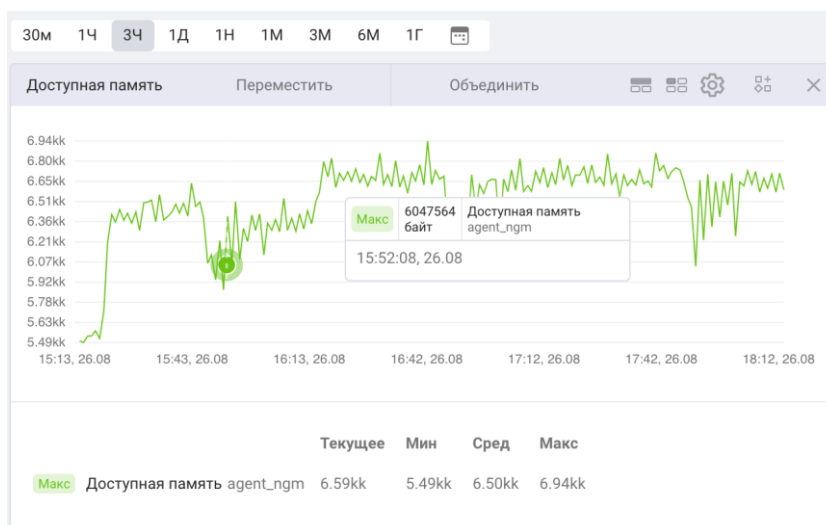 30м 1Ч 3Ч 1Д 1Н 1М 3М 6М 1Г
Доступная память Переместить Объединить
6.94kk
6.80kk
6.65kk
6.51kk
6.36kk
6.21kk
6.07kk
5.92kk
5.78kk
5.63kk
5.49kk
Макс 6047564 байт Доступная память agent_ngm
15:52:08, 26.08
15:13, 26.08 15:43, 26.08 16:13, 26.08 16:42, 26.08 17:12, 26.08 17:42, 26.08 18:12, 26.08
Текущее Мин Сред Макс
Макс Доступная память agent_ngm 6.59kk 5.49kk 6.50kk 6.94kk